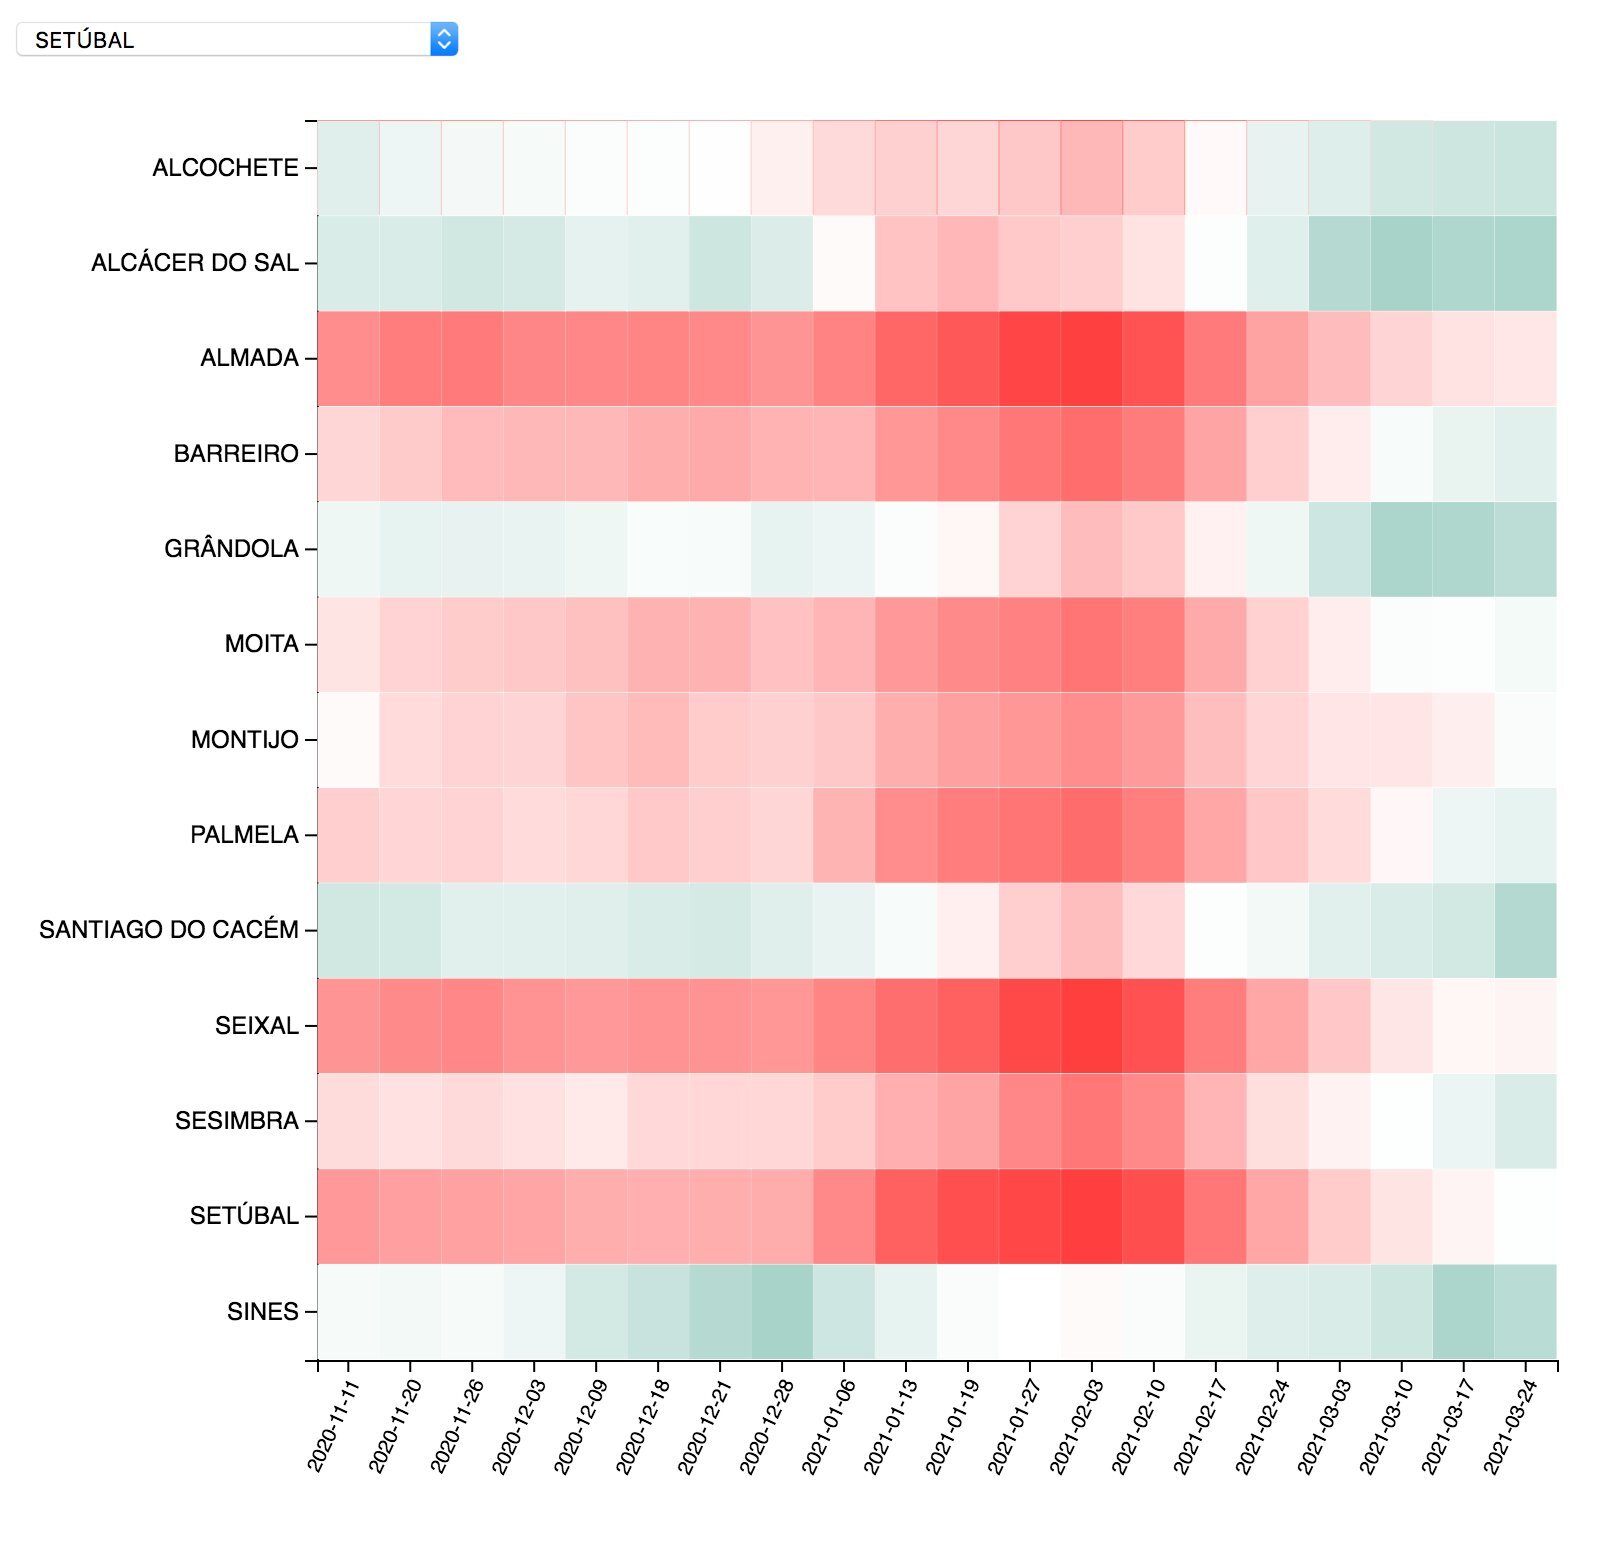 SETÚBAL
ALCOCHETE
ALCÁCER DO SAL
ALMADA
BARREIRO
GRÂNDOLA
MOITA
MONTIJO
PALMELA
SANTIAGO DO CACÉM
SEIXAL
SESIMBRA
SETÚBAL
SINES
2020-11-11
2020-11-20
2020-11-26
2020-12-03
2020-12-09
2020-12-18
2020-12-21
2020-12-28
2021-01-06
2021-01-13
2021-01-19
2021-01-27
2021-02-03
2021-02-10
2021-02-17
2021-02-24
2021-03-03
2021-03-10
2021-03-17
2021-03-24